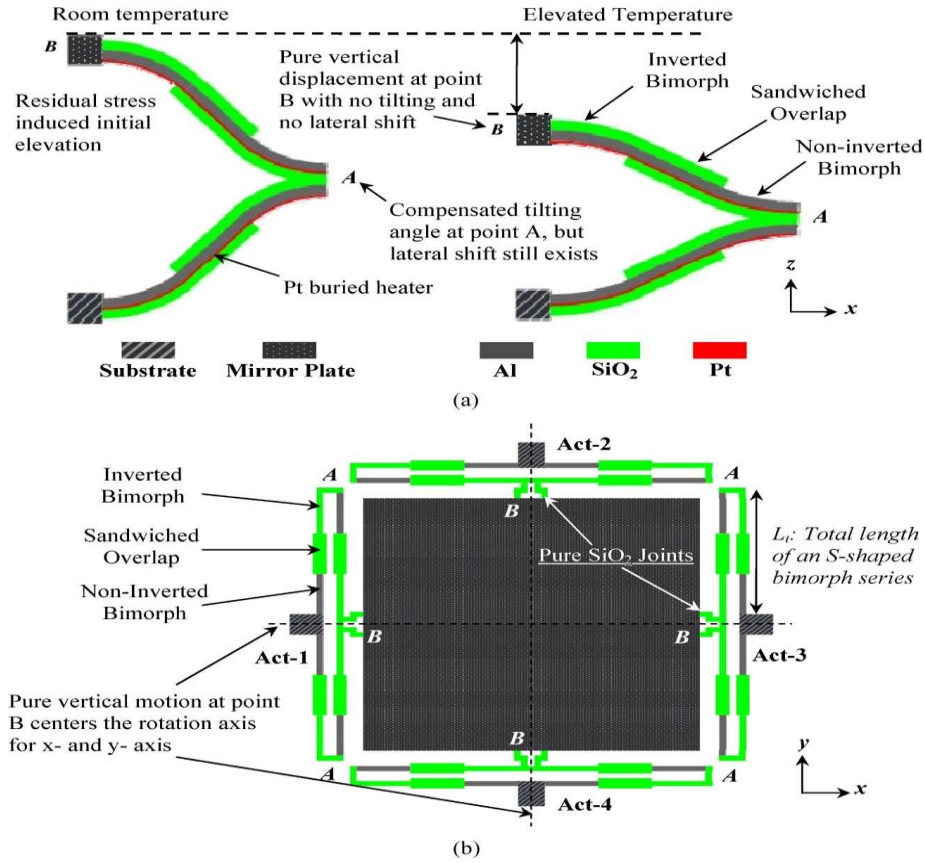 Room temperature
Elevated Temperature
B
Pure vertical
displacement at point
B with no tilting and
no lateral shift
Inverted
Bimorph
Sandwiched
Overlap
Residual stress
induced initial
elevation
B
Non-inverted
Bimorph
A
A
Compensated tilting
angle at point A, but
lateral shift still exists
Pt buried heater
z
x
Substrate
Mirror Plate
Al
SiO₂
Pt
(a)
Act-2
Inverted
Bimorph
A
A
B
Sandwiched
Overlap
Pure SiO₂ Joints
Lₜ: Total length
of an S-shaped
bimorph series
Non-Inverted
Bimorph
B
B
Act-1
Act-3
Pure vertical motion at point
B centers the rotation axis
for x- and y- axis
B
A
A
y
x
Act-4
(b)